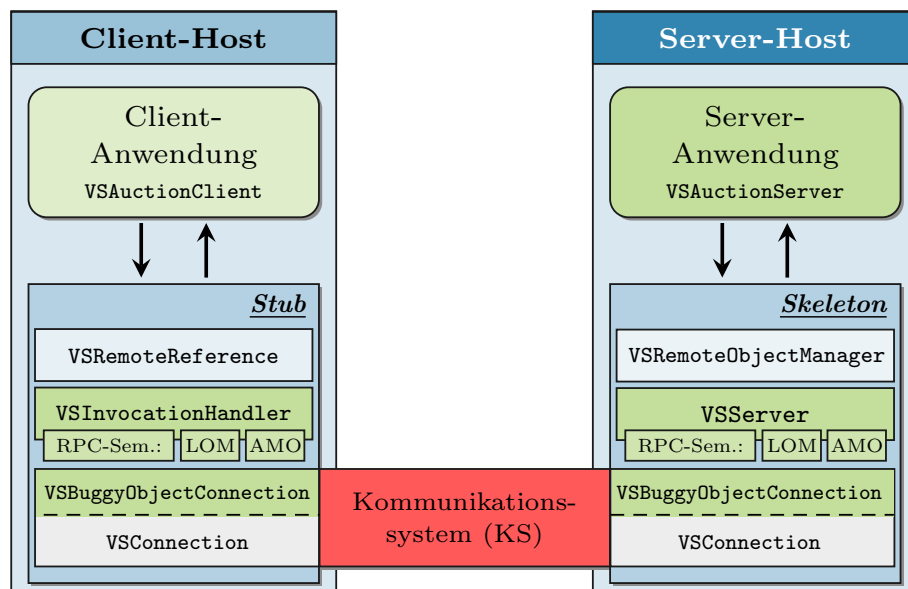 Client-Host
Client-
Anwendung
VSAuctionClient
Stub
VSRemoteReference
VSInvocationHandler
RPC-Sem.: LOM AMO
VSBuggyObjectConnection
VSConnection
Kommunikations-
system (KS)
Server-Host
Server-
Anwendung
VSAuctionServer
Skeleton
VSRemoteObjectManager
VSServer
RPC-Sem.: LOM AMO
VSBuggyObjectConnection
VSConnection